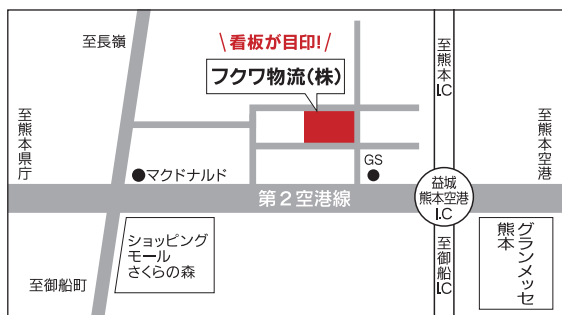 至長嶺
\看板が目印!/
フクワ物流(株)
至熊本I.C
至熊本県庁
至熊本空港
●マクドナルド
GS
●
第2空港線
益城
熊本空港
I.C
ショッピング
モール
さくらの森
至御船町
至御船I.C
グランメッセ
熊本